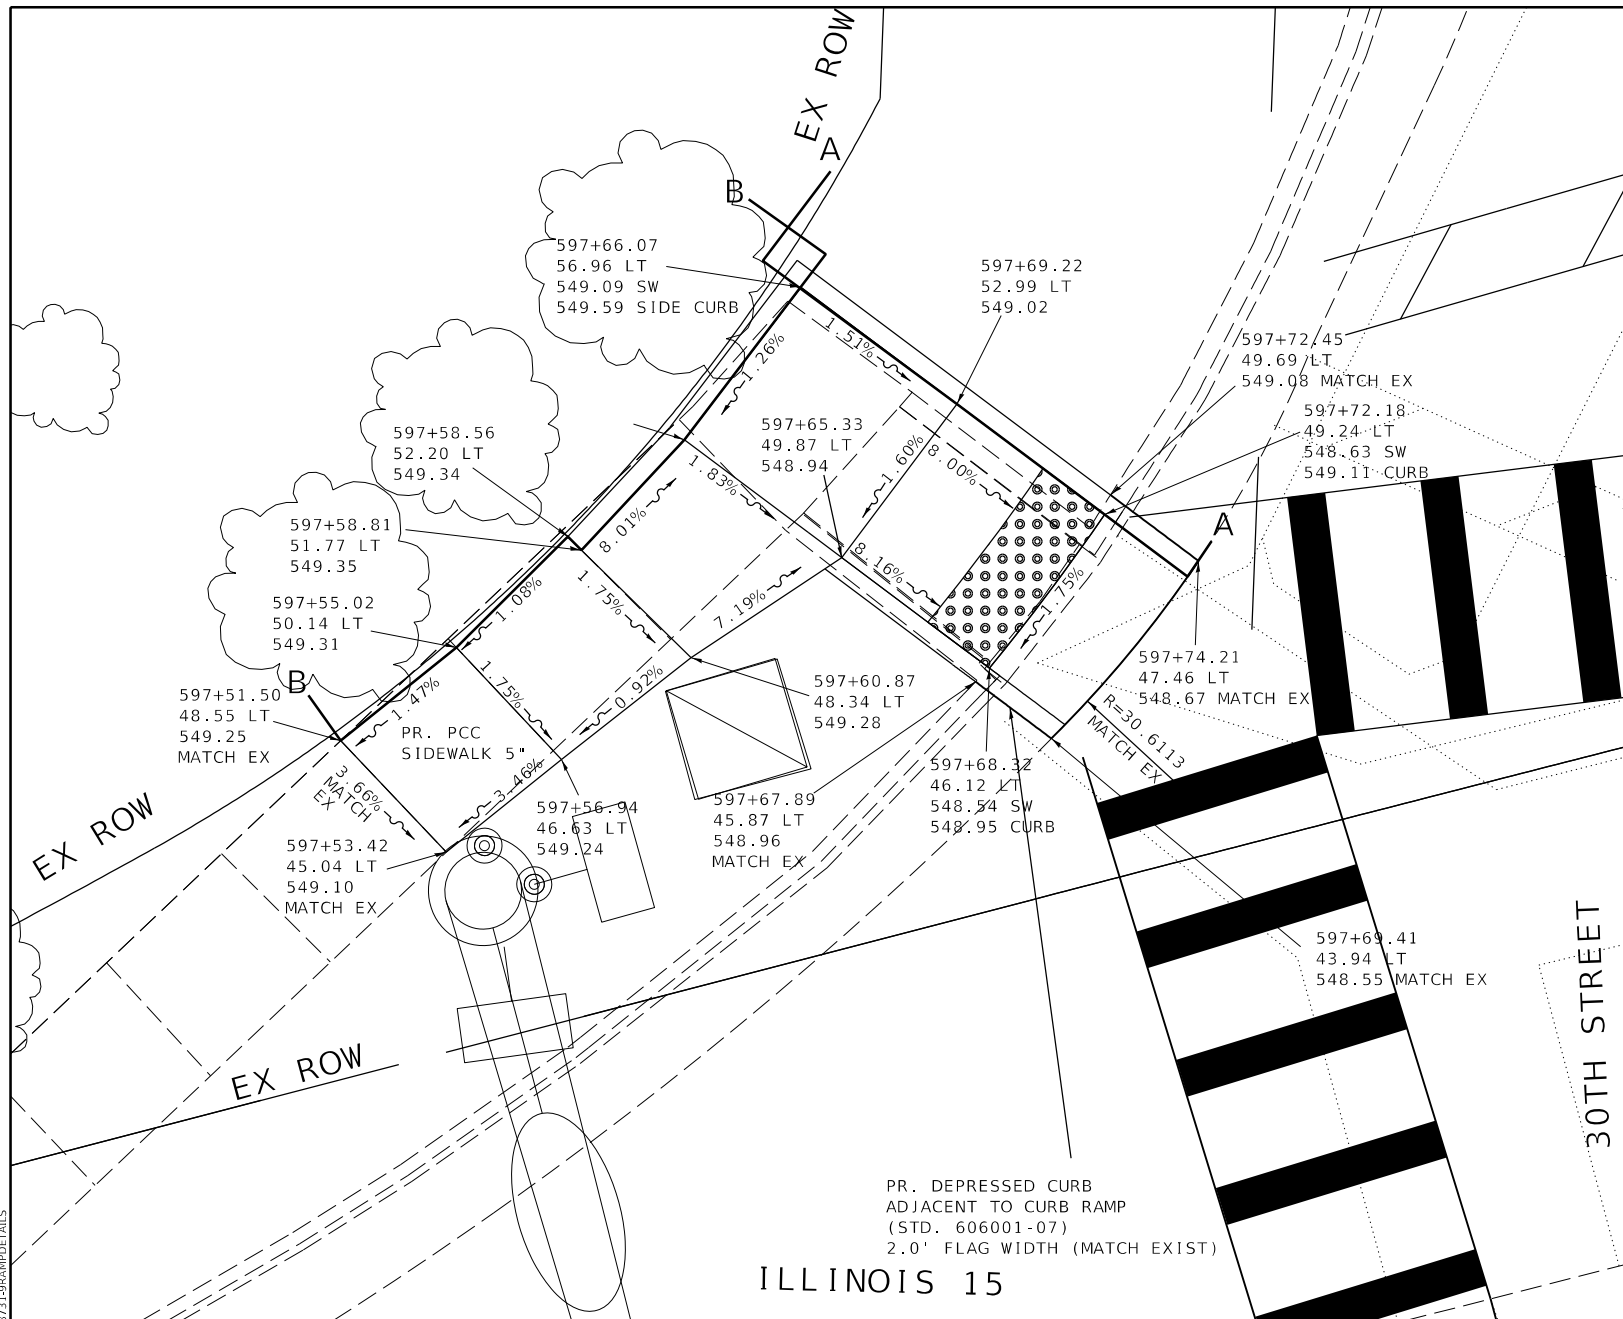 EX ROW
A
B
597+66.07
56.96 LT
549.09 SW
549.59 SIDE CURB
597+69.22
52.99 LT
549.02
597+72.45
49.69 LT
549.08 MATCH EX
597+72.18
49.24 LT
548.63 SW
549.11 CURB
1.51%
1.26%
597+58.56
52.20 LT
549.34
597+65.33
49.87 LT
548.94
1.60%
8.00%
1.83%
597+58.81
51.77 LT
549.35
8.01%
8.16%
A
1.75%
597+55.02
50.14 LT
549.31
1.08%
1.75%
7.19%
597+74.21
47.46 LT
548.67 MATCH EX
B
597+51.50
48.55 LT
549.25
MATCH EX
1.47%
1.75%
0.92%
597+60.87
48.34 LT
549.28
R=30.6113
MATCH EX
PR. PCC
SIDEWALK 5"
3.66%
MATCH
EX
3.46%
597+68.32
46.12 LT
548.54 SW
548.95 CURB
597+67.89
45.87 LT
548.96
MATCH EX
597+56.94
46.63 LT
549.24
EX ROW
597+53.42
45.04 LT
549.10
MATCH EX
597+69.41
43.94 LT
548.55 MATCH EX
30TH STREET
EX ROW
PR. DEPRESSED CURB
ADJACENT TO CURB RAMP
(STD. 606001-07)
2.0' FLAG WIDTH (MATCH EXIST)
ILLINOIS 15